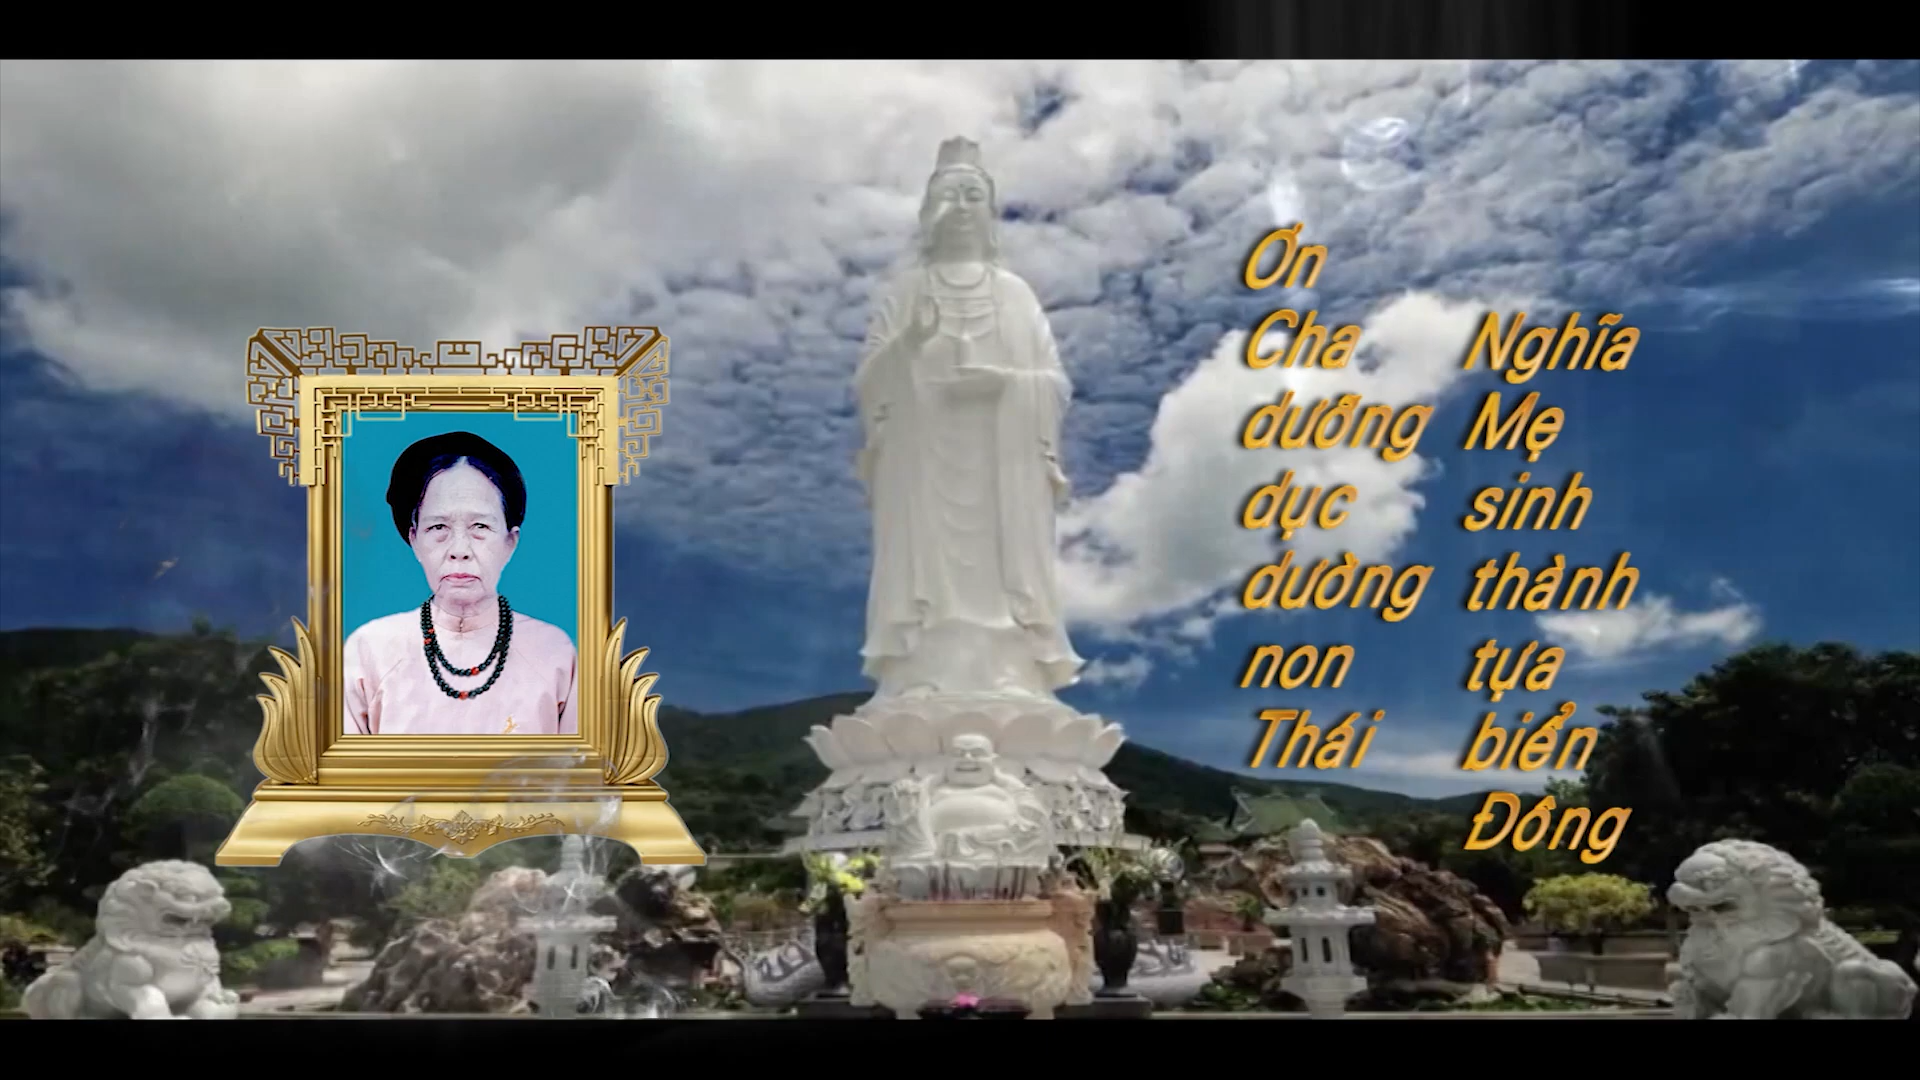 Ơn
Cha
dưỡng
dục
dường
non
Thái
Nghĩa
Mẹ
sinh
thành
tựa
biển
Đông